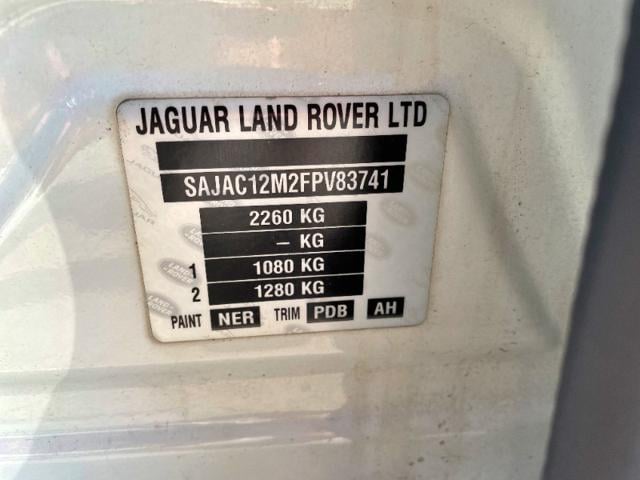 JAGUAR LAND ROVER LTD
SAJAC12M2FPV83741
2260 KG
– KG
1 1080 KG
2 1280 KG
PAINT NER TRIM PDB AH